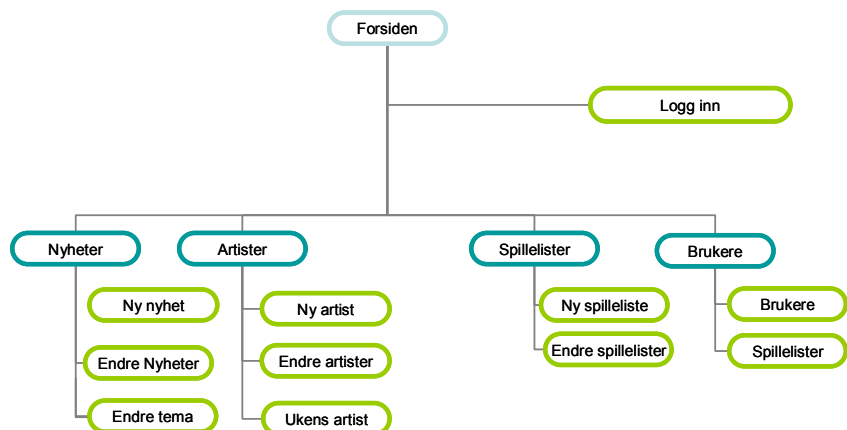 Forsiden
Logg inn
Nyheter
Artister
Spillelister
Brukere
Ny nyhet
Ny artist
Ny spilleliste
Brukere
Endre Nyheter
Endre artister
Endre spillelister
Spillelister
Endre tema
Ukens artist